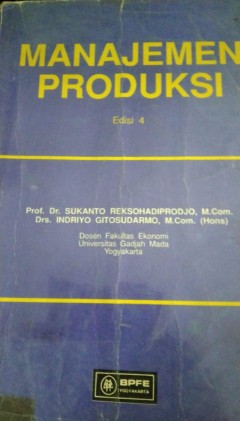 MANAJEMEN
PRODUKSI
Edisi 4
Prof. Dr. SUKANTO REKSOHADIPRODJO, M.Com.
Drs. INDRIYO GITOSUDARMO, M.Com. (Hons)
Dosen Fakultas Ekonomi
Universitas Gadjah Mada
Yogyakarta
BPFE
YOGYAKARTA